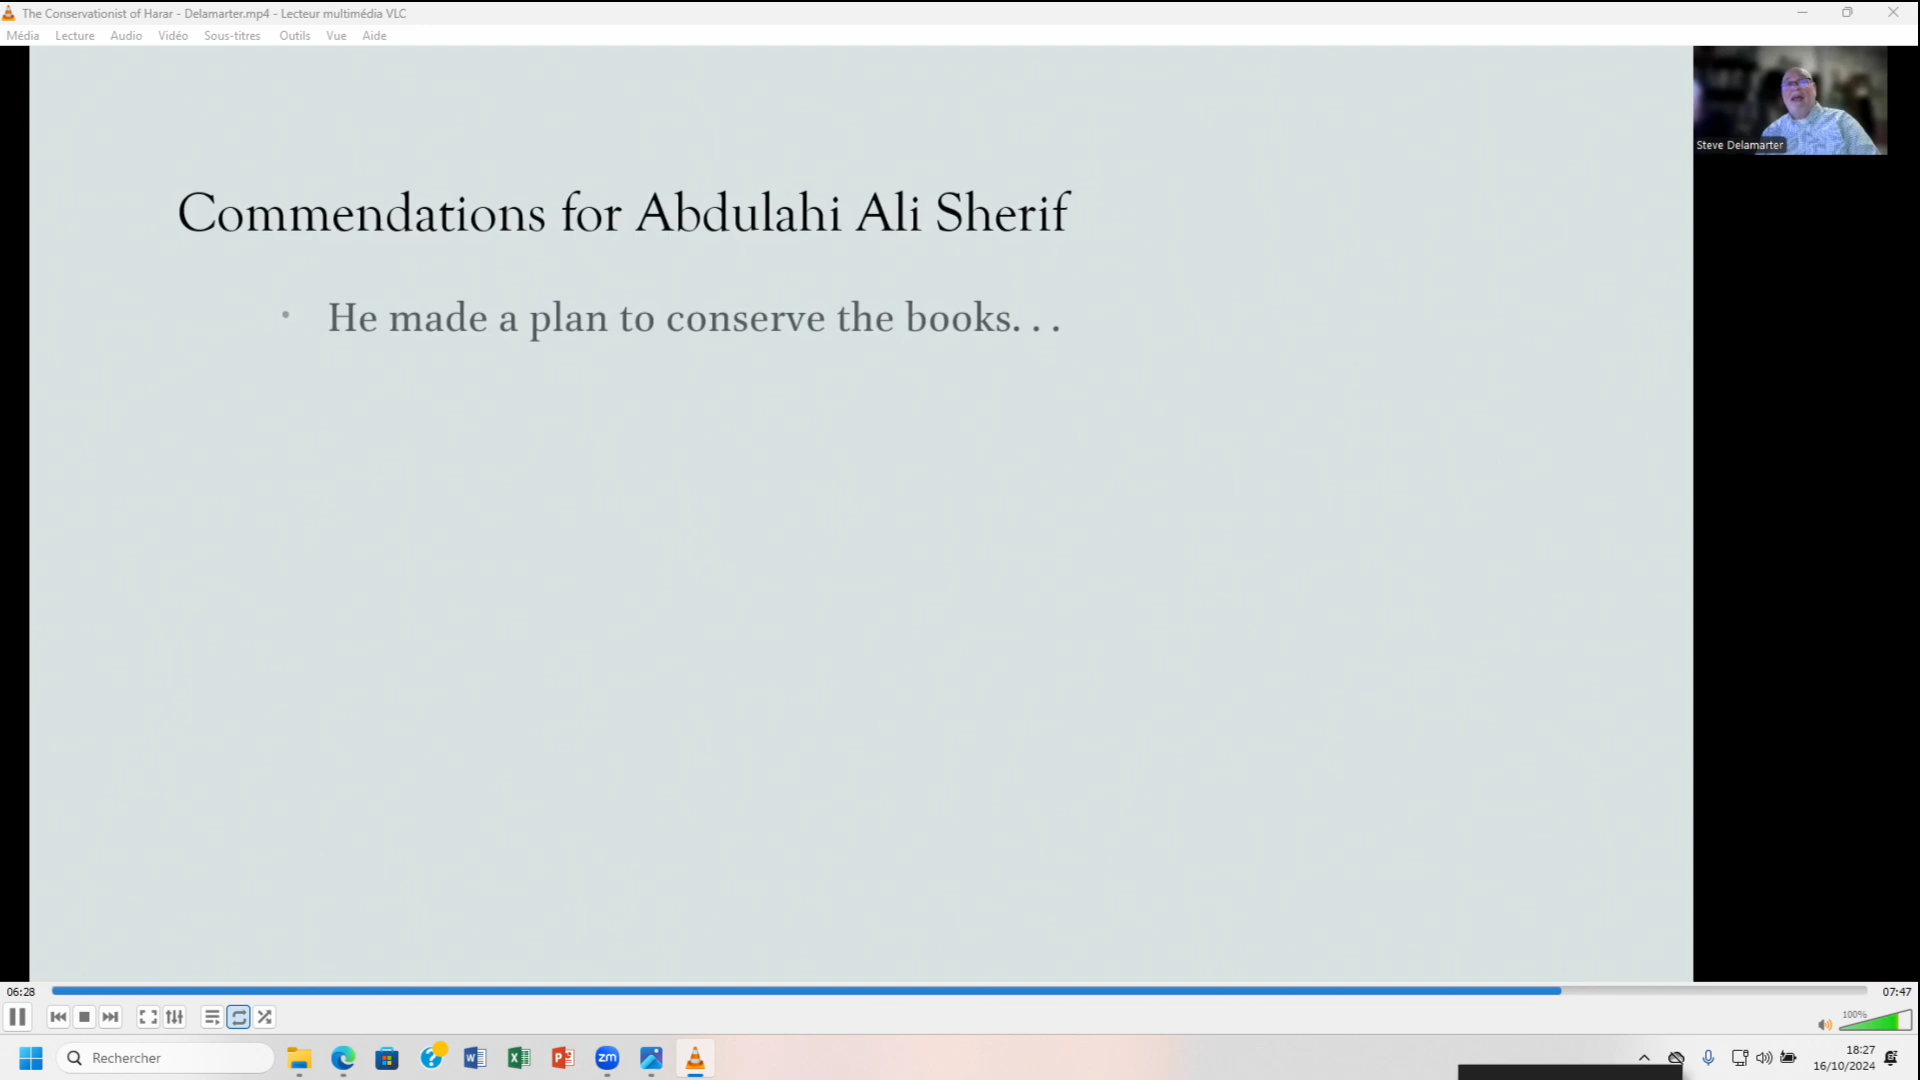 The Conservationist of Harar - Delamarter.mp4 - Lecteur multimédia VLC
Média Lecture Audio Vidéo Sous-titres Outils Vue Aide
Steve Delamarter
Commendations for Abdulahi Ali Sherif
• He made a plan to conserve the books. . .
06:28 07:47
100%
Rechercher
zm
18:27
16/10/2024